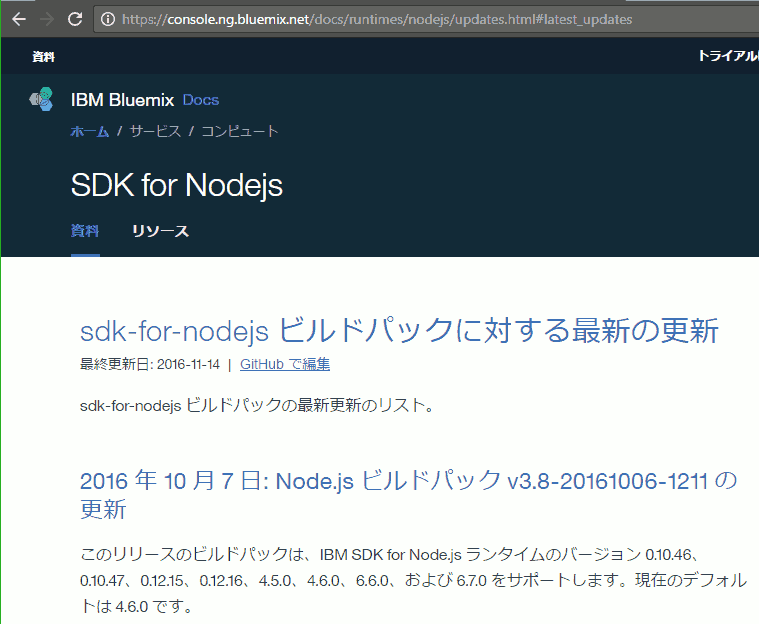 https://console.ng.bluemix.net/docs/runtimes/nodejs/updates.html#latest_updates
資料 トライアル
IBM Bluemix Docs
ホーム / サービス / コンピュート
SDK for Nodejs
資料 リソース
sdk-for-nodejs ビルドパックに対する最新の更新
最終更新日: 2016-11-14 | GitHub で編集
sdk-for-nodejs ビルドパックの最新更新のリスト。
2016 年 10 月 7 日: Node.js ビルドパック v3.8-20161006-1211 の
更新
このリリースのビルドパックは、IBM SDK for Node.js ランタイムのバージョン 0.10.46、
0.10.47、0.12.15、0.12.16、4.5.0、4.6.0、6.6.0、および 6.7.0 をサポートします。現在のデフォル
トは 4.6.0 です。